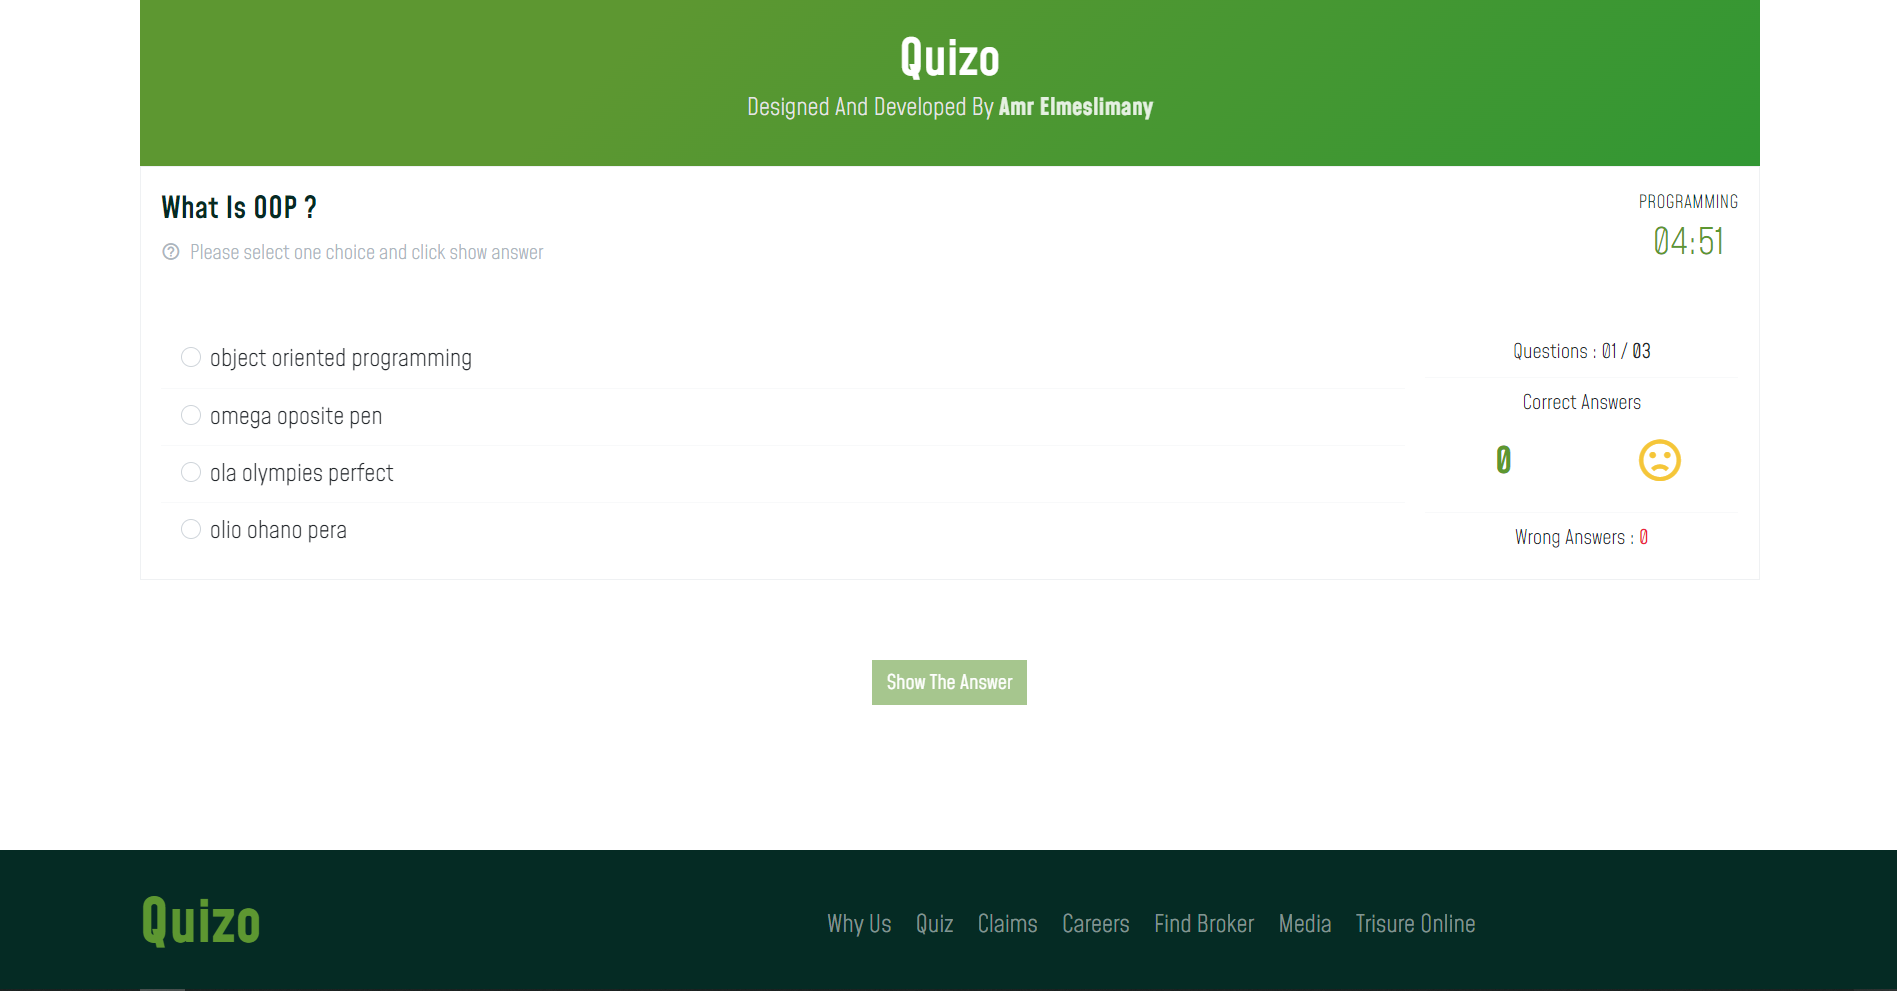 Quizo
Designed And Developed By Amr Elmeslimany
What Is OOP ?
Please select one choice and click show answer
PROGRAMMING
04:51
object oriented programming
omega oposite pen
ola olympies perfect
olio ohano pera
Questions : 01 / 03
Correct Answers
0
Wrong Answers : 0
Show The Answer
Quizo
Why Us Quiz Claims Careers Find Broker Media Trisure Online